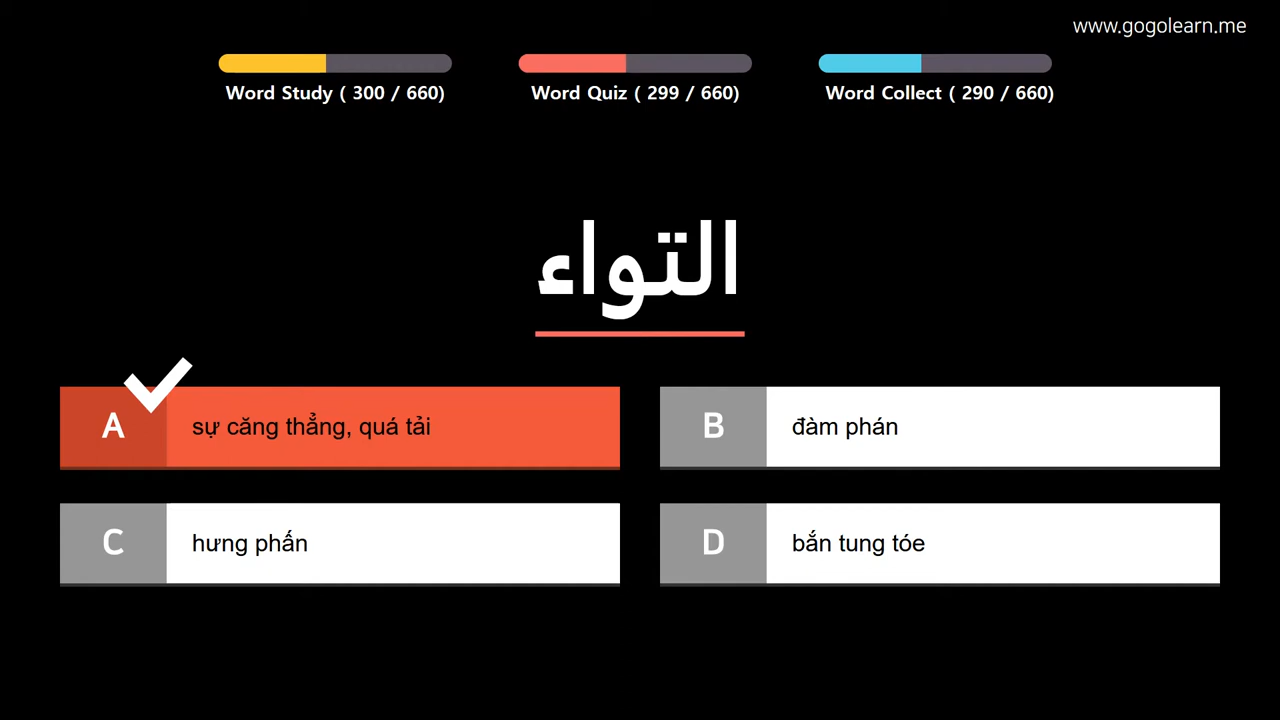 www.gogolearn.me
Word Study ( 300 / 660)
Word Quiz ( 299 / 660)
Word Collect ( 290 / 660)
التواء
A
sự căng thẳng, quá tải
B
đàm phán
C
hưng phấn
D
bắn tung tóe